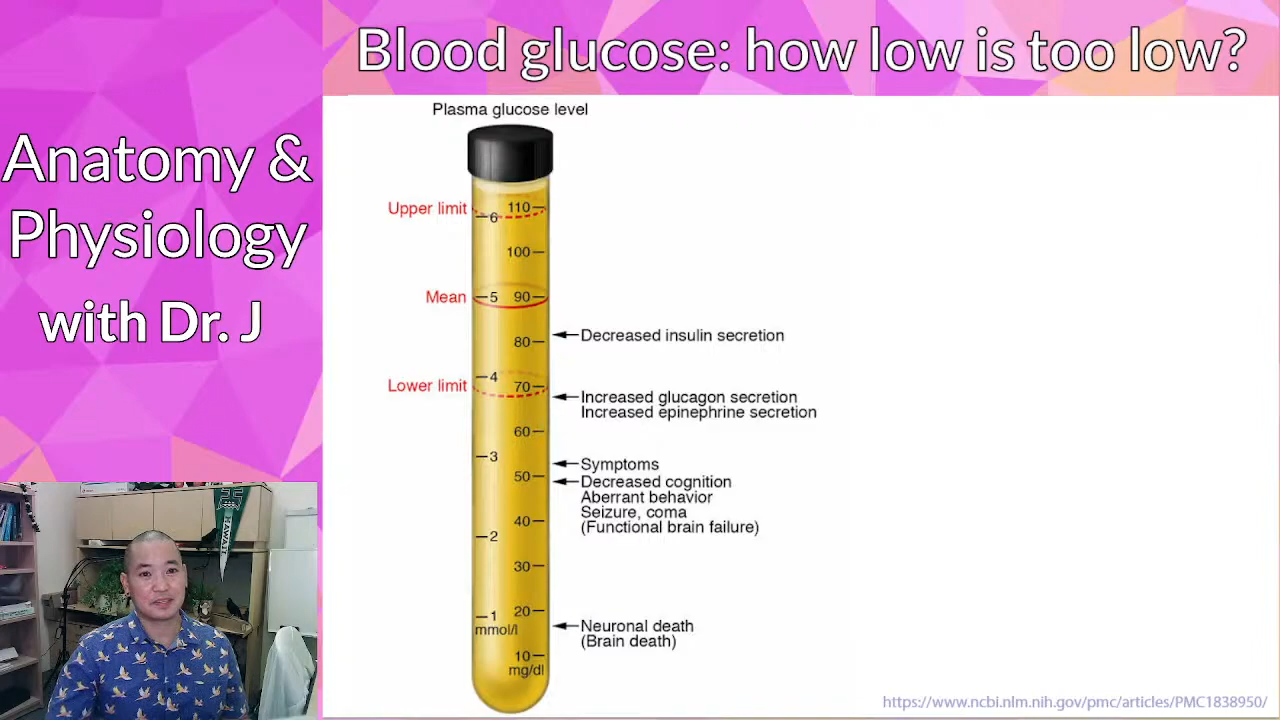 Blood glucose: how low is too low?
Anatomy &
Physiology
with Dr. J
HAWAI'I
Plasma glucose level
Upper limit
6
110
100
Mean
5
90
Decreased insulin secretion
80
4
Lower limit
70
Increased glucagon secretion
Increased epinephrine secretion
60
3
Symptoms
50
Decreased cognition
Aberrant behavior
Seizure, coma
(Functional brain failure)
40
2
30
20
1
mmol/l
Neuronal death
(Brain death)
10
mg/dl
https://www.ncbi.nlm.nih.gov/pmc/articles/PMC1838950/